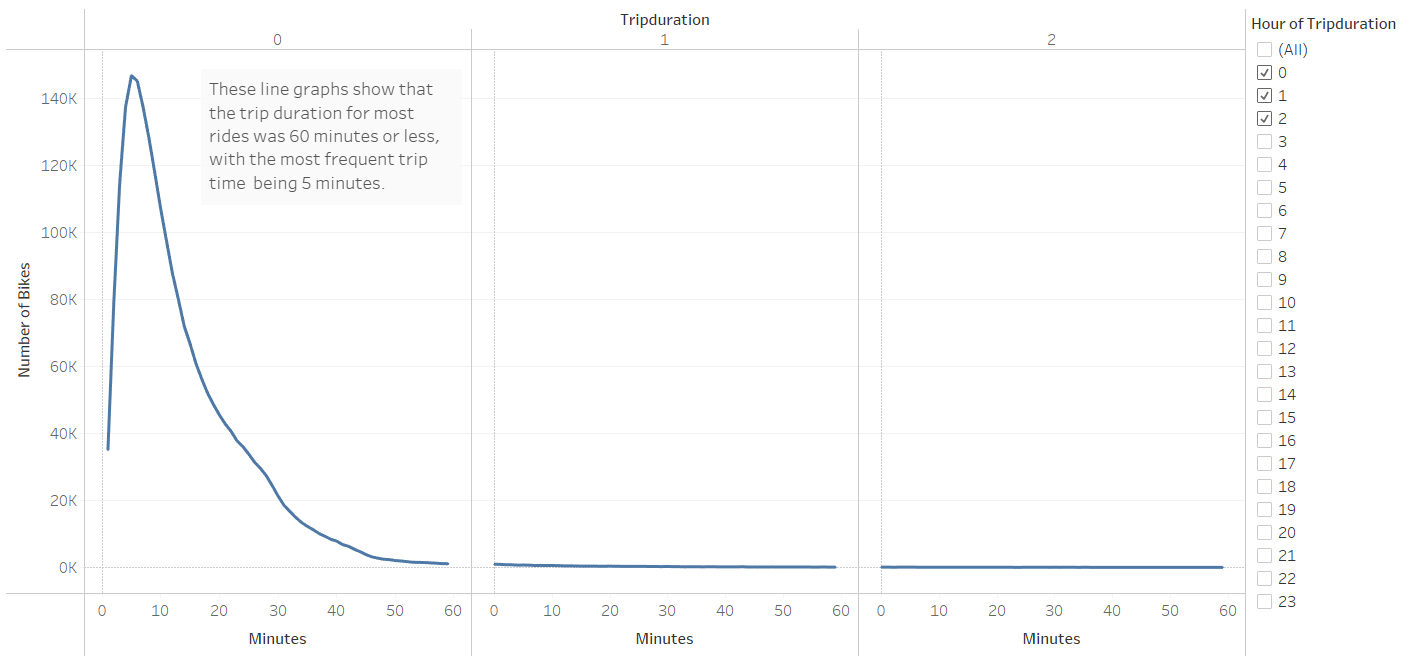 Tripduration
0 1 2
140K
120K
100K
80K
60K
40K
20K
0K
Number of Bikes
These line graphs show that
the trip duration for most
rides was 60 minutes or less,
with the most frequent trip
time  being 5 minutes.
0 10 20 30 40 50 60
0 10 20 30 40 50 60
0 10 20 30 40 50 60
Minutes
Minutes
Minutes
Hour of Tripduration
(All)
0
1
2
3
4
5
6
7
8
9
10
11
12
13
14
15
16
17
18
19
20
21
22
23